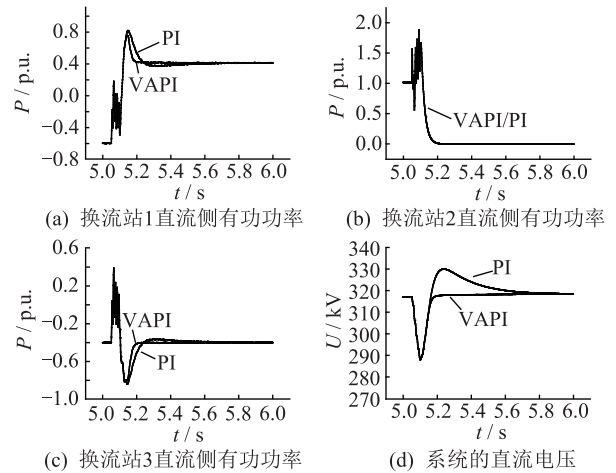 0.8
0.4
0.0
−0.4
−0.8
P / p.u.
PI
VAPI
5.0 5.2 5.4 5.6 5.8 6.0
t / s
(a) 换流站1直流侧有功功率
2.0
1.5
1.0
0.5
0.0
P / p.u.
VAPI/PI
5.0 5.2 5.4 5.6 5.8 6.0
t / s
(b) 换流站2直流侧有功功率
0.6
0.2
−0.2
−0.6
−1.0
P / p.u.
VAPI
PI
5.0 5.2 5.4 5.6 5.8 6.0
t / s
(c) 换流站3直流侧有功功率
340
330
320
310
300
290
280
270
U / kV
PI
VAPI
5.0 5.2 5.4 5.6 5.8 6.0
t / s
(d) 系统的直流电压